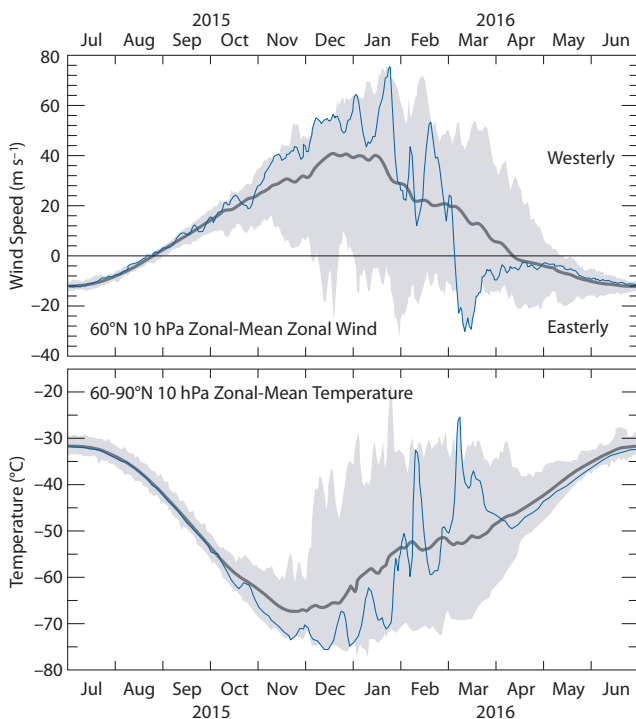 2015 2016
Jul Aug Sep Oct Nov Dec Jan Feb Mar Apr May Jun
80
60
40
20
0
−20
−40
Wind Speed (m s⁻¹)
Westerly
Easterly
60°N 10 hPa Zonal-Mean Zonal Wind
60-90°N 10 hPa Zonal-Mean Temperature
−20
−30
−40
−50
−60
−70
−80
Temperature (°C)
Jul Aug Sep Oct Nov Dec Jan Feb Mar Apr May Jun
2015 2016